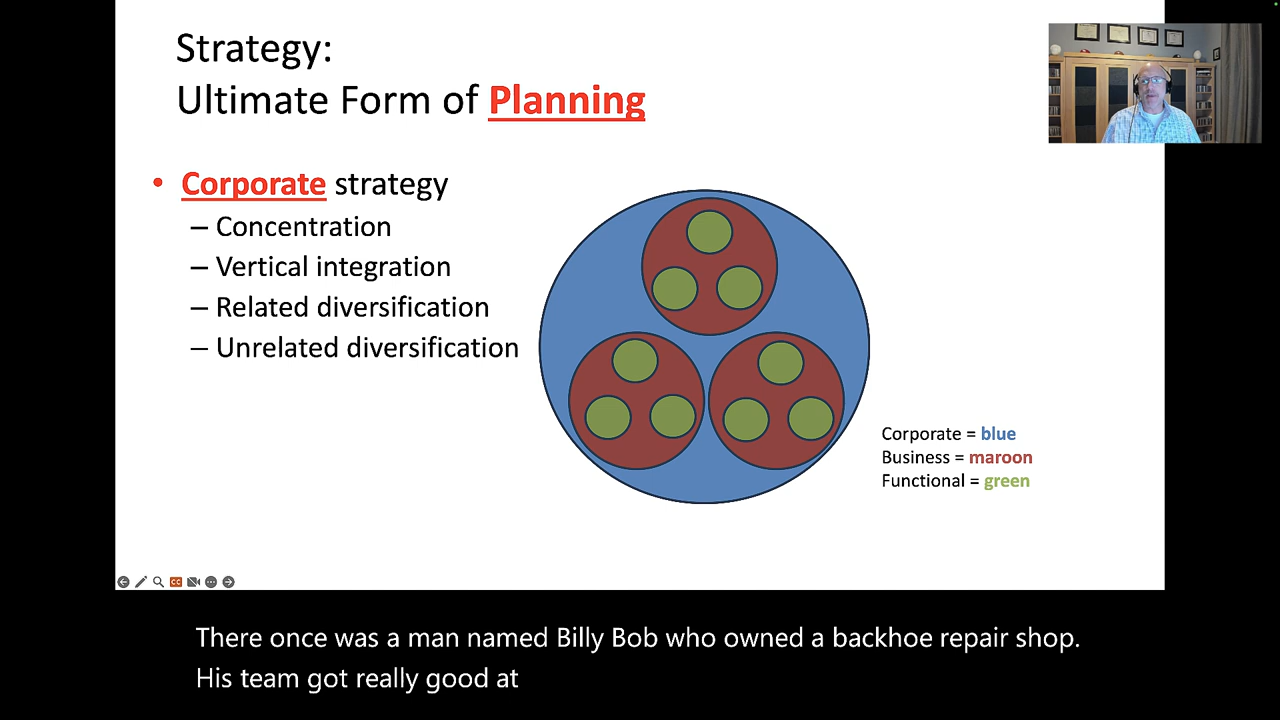 Strategy:
Ultimate Form of Planning
• Corporate strategy
– Concentration
– Vertical integration
– Related diversification
– Unrelated diversification
Corporate = blue
Business = maroon
Functional = green
CC
There once was a man named Billy Bob who owned a backhoe repair shop.
His team got really good at